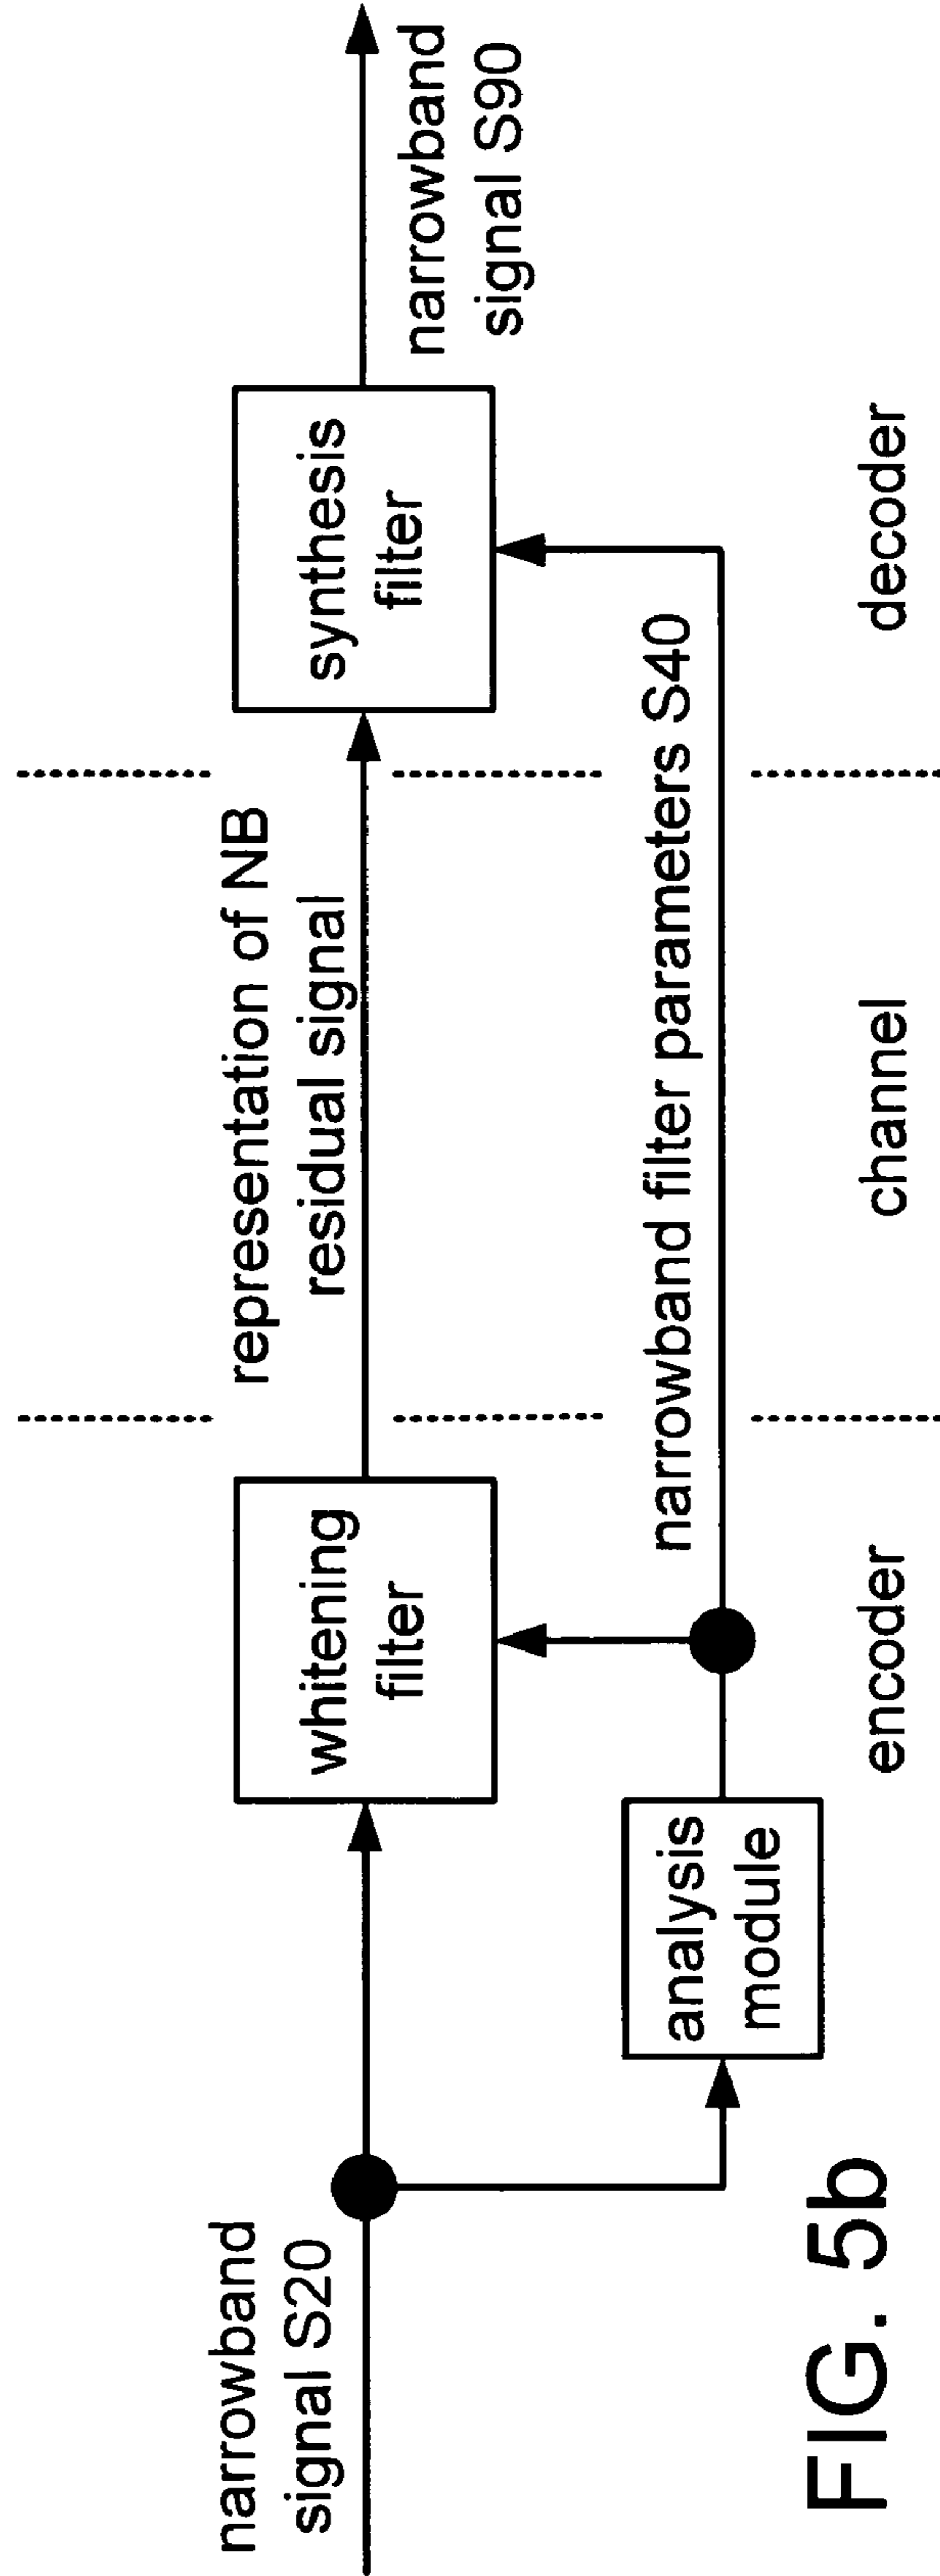 narrowband
signal S20
whitening
filter
analysis
module
representation of NB
residual signal
narrowband filter parameters S40
synthesis
filter
narrowband
signal S90
encoder
channel
decoder
FIG. 5b